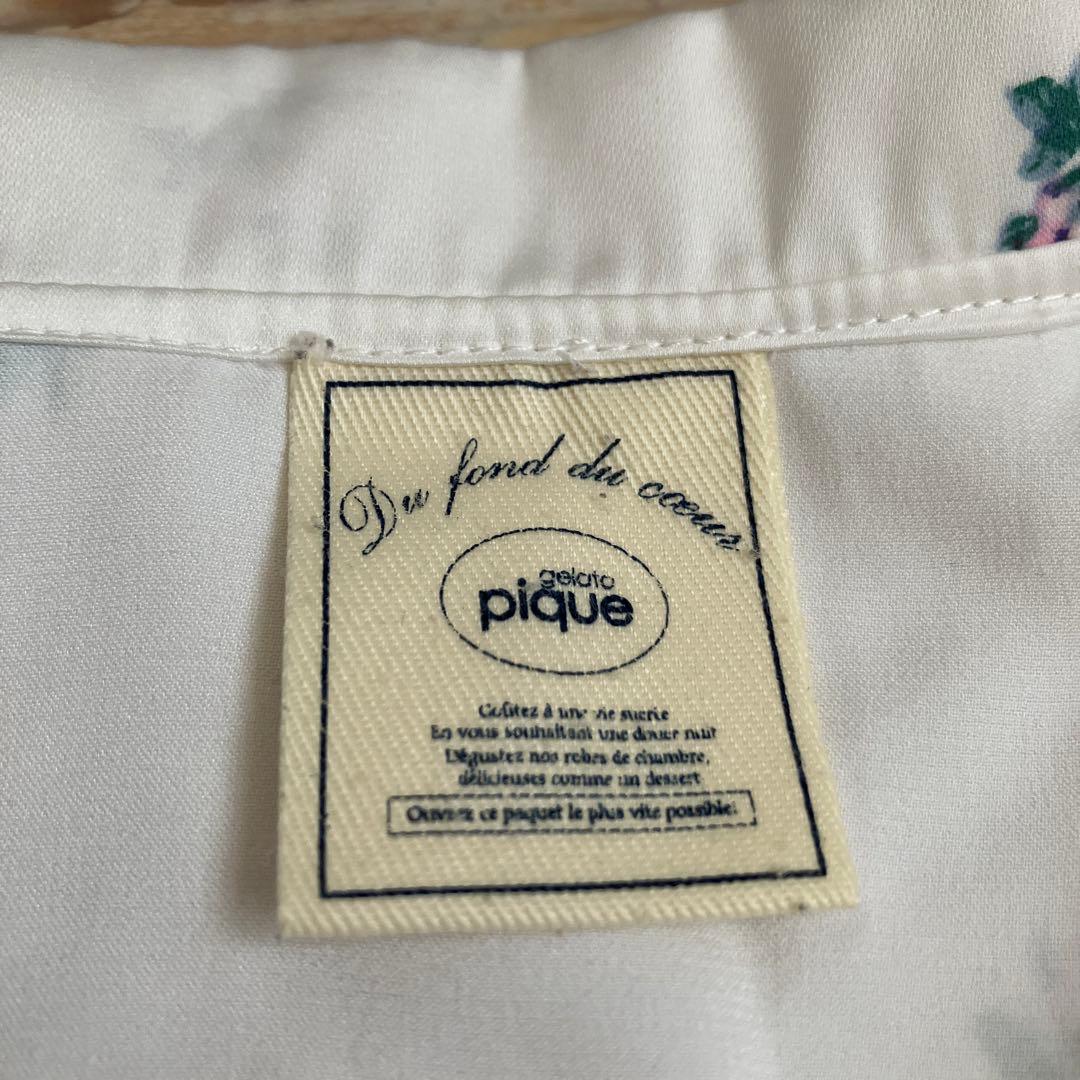 Du fond du cœur
gelato
pique
Goûtez à une vie sucrée
En vous souhaitant une douce nuit
Dégustez nos robes de chambre,
délicieuses comme un dessert
Ouvrez ce paquet le plus vite possible!